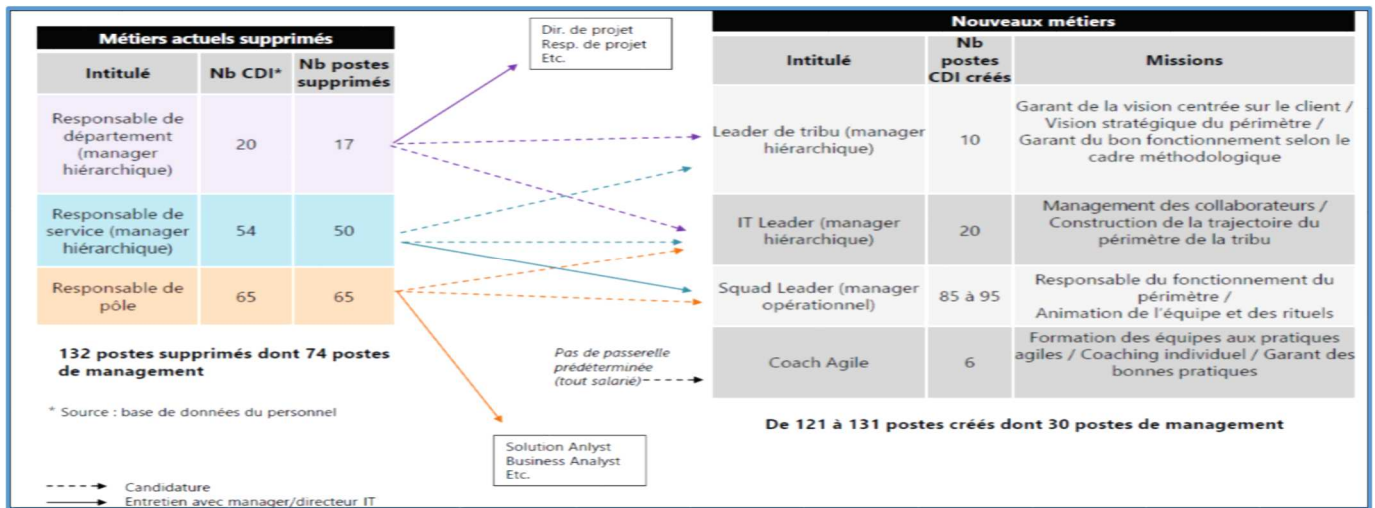 Métiers actuels supprimés
Intitulé
Nb CDI*
Nb postes
supprimés
Responsable de
département
(manager
hiérarchique)
20
17
Responsable de
service (manager
hiérarchique)
54
50
Responsable de
pôle
65
65
132 postes supprimés dont 74 postes
de management
* Source : base de données du personnel
Candidature
Entretien avec manager/directeur IT
Dir. de projet
Resp. de projet
Etc.
Pas de passerelle
prédéterminée
(tout salarié)
Solution Anlyst
Business Analyst
Etc.
Nouveaux métiers
Intitulé
Nb
postes
CDI créés
Missions
Leader de tribu (manager
hiérarchique)
10
Garant de la vision centrée sur le client /
Vision stratégique du périmètre /
Garant du bon fonctionnement selon le
cadre méthodologique
IT Leader (manager
hiérarchique)
20
Management des collaborateurs /
Construction de la trajectoire du
périmètre de la tribu
Squad Leader (manager
opérationnel)
85 à 95
Responsable du fonctionnement du
périmètre /
Animation de l'équipe et des rituels
Coach Agile
6
Formation des équipes aux pratiques
agiles / Coaching individuel / Garant des
bonnes pratiques
De 121 à 131 postes créés dont 30 postes de management